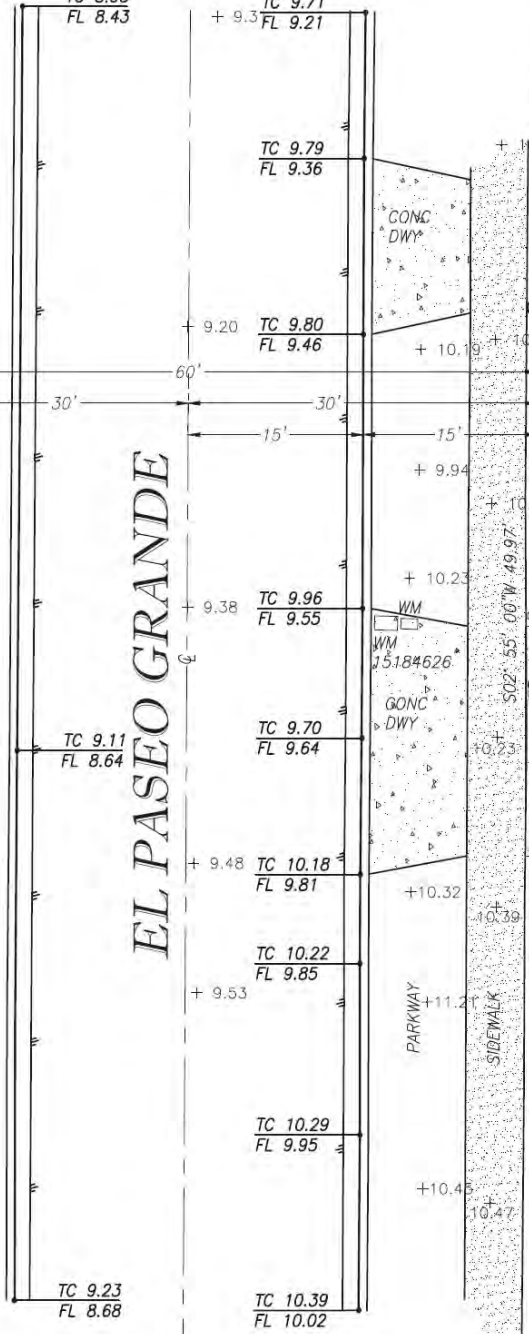 FL 8.43
+ 9.3
TC 9.71
FL 9.21
TC 9.79
FL 9.36
CONC
DWY
+ 9.20
TC 9.80
FL 9.46
+ 10.19
60'
30'
30'
15'
15'
+ 9.94
+ 10.23
EL PASEO GRANDE
+ 9.38
TC 9.96
FL 9.55
WM
WM
15184626
CONC
DWY
S02° 55' 00"W 49.97'
TC 9.11
FL 8.64
TC 9.70
FL 9.64
10.23
+ 9.48
TC 10.18
FL 9.81
+10.32
10.39
TC 10.22
FL 9.85
+ 9.53
+11.21
PARKWAY
SIDEWALK
TC 10.29
FL 9.95
+10.43
10.47
TC 9.23
FL 8.68
TC 10.39
FL 10.02